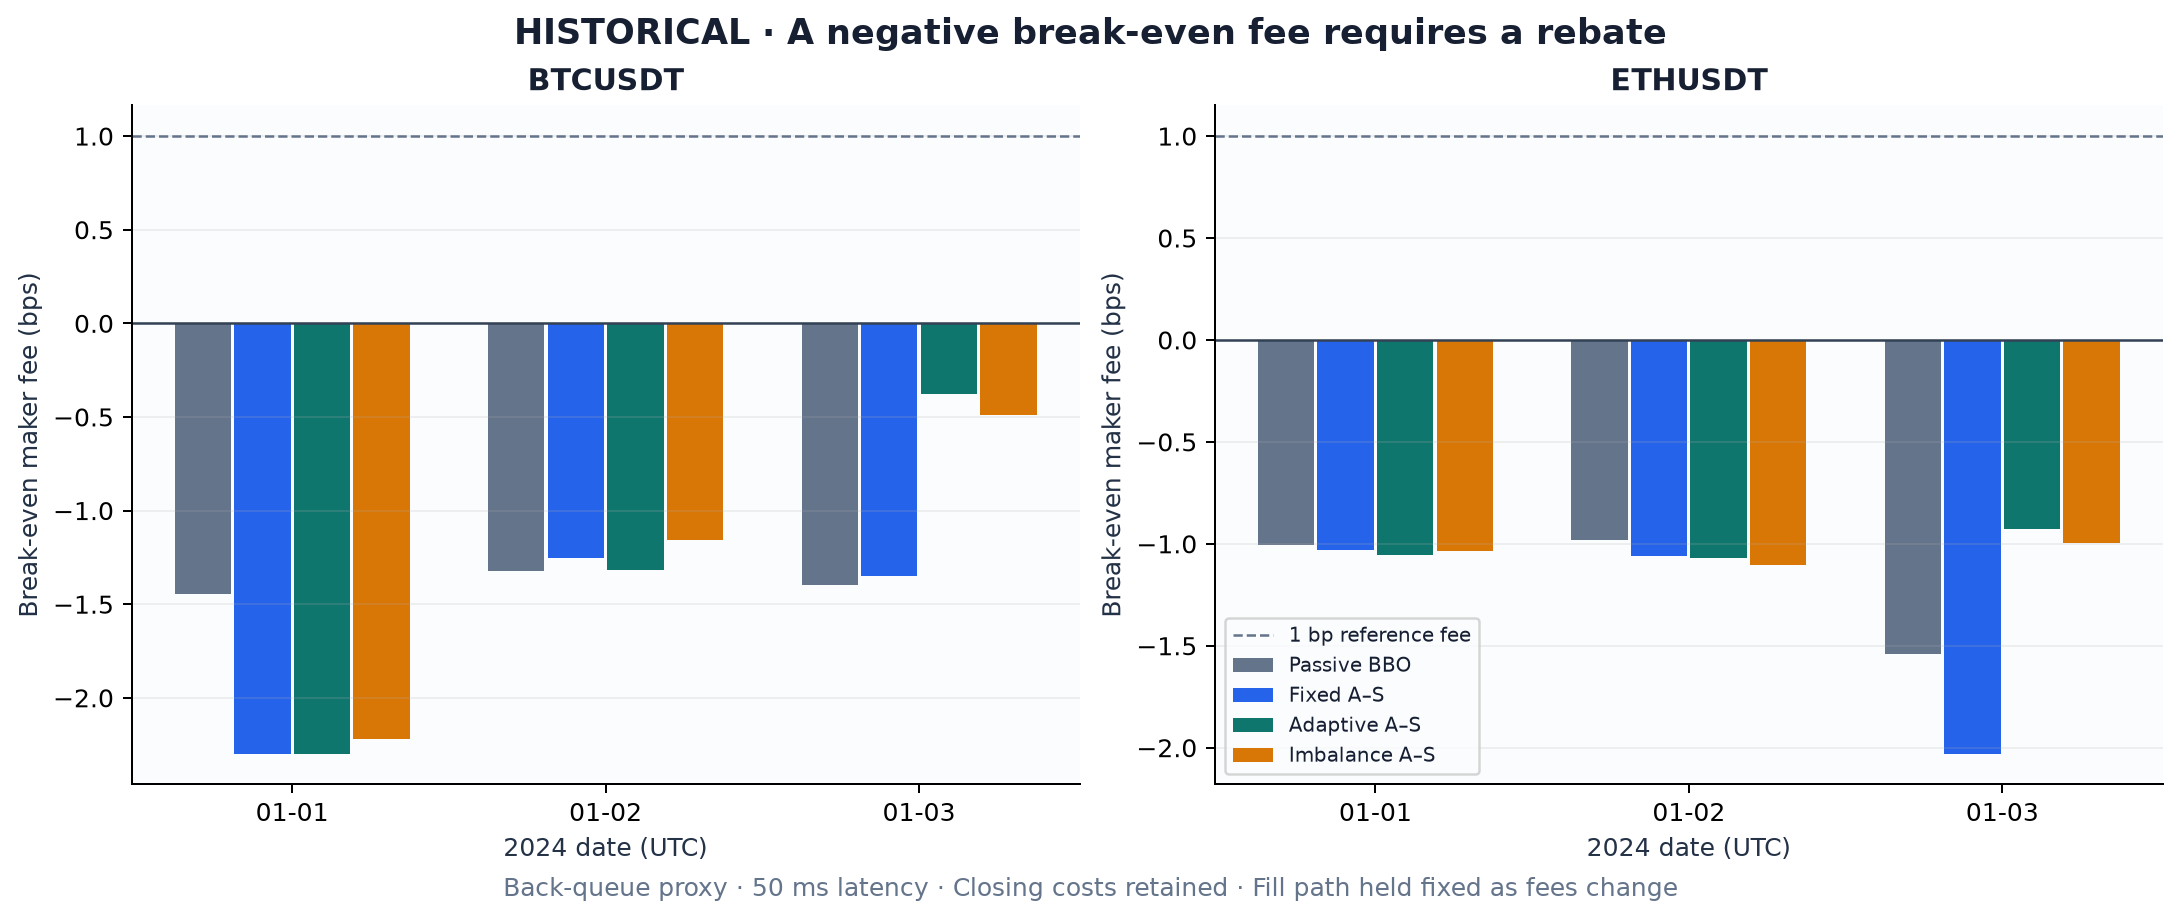 HISTORICAL · A negative break-even fee requires a rebate
BTCUSDT
Break-even maker fee (bps)
1.0
0.5
0.0
−0.5
−1.0
−1.5
−2.0
01-01
01-02
01-03
2024 date (UTC)
ETHUSDT
Break-even maker fee (bps)
1.0
0.5
0.0
−0.5
−1.0
−1.5
−2.0
1 bp reference fee
Passive BBO
Fixed A–S
Adaptive A–S
Imbalance A–S
01-01
01-02
01-03
2024 date (UTC)
Back-queue proxy · 50 ms latency · Closing costs retained · Fill path held fixed as fees change